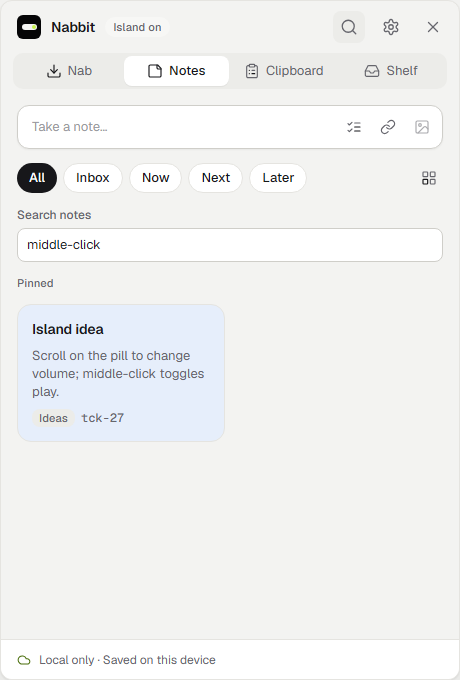 Nabbit Island on
Nab Notes Clipboard Shelf
Take a note...
All Inbox Now Next Later
Search notes
middle-click
Pinned
Island idea
Scroll on the pill to change
volume; middle-click toggles
play.
Ideas tck-27
Local only · Saved on this device